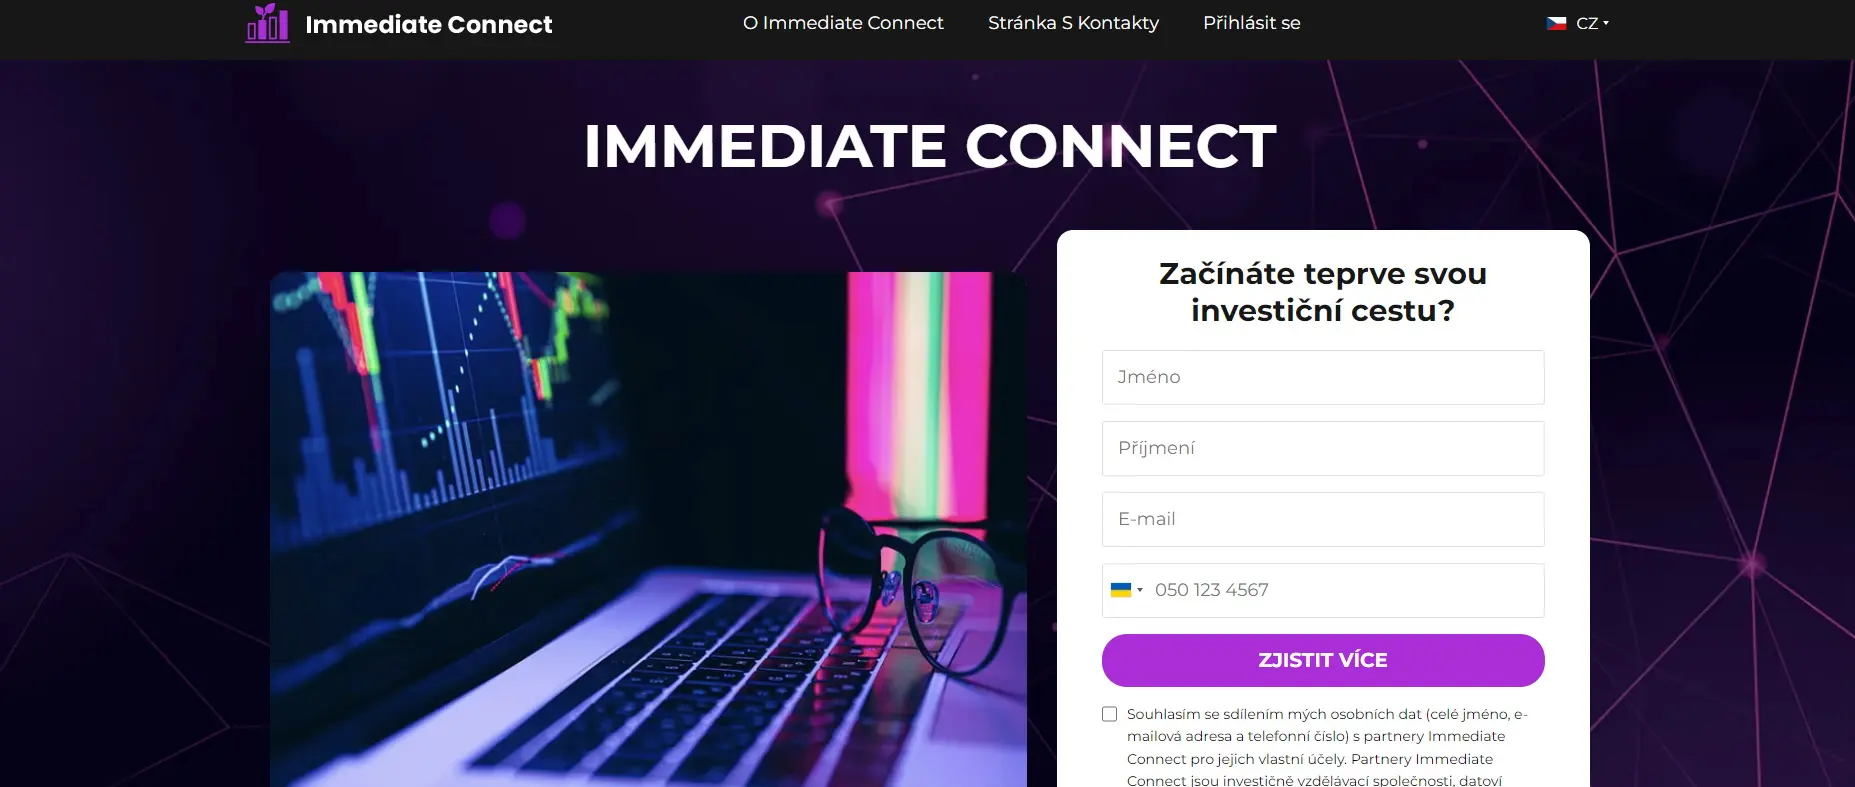 Immediate Connect
O Immediate Connect
Stránka S Kontakty
Přihlásit se
CZ
IMMEDIATE CONNECT
Začínáte teprve svou
investiční cestu?
Jméno
Příjmení
E-mail
050 123 4567
ZJISTIT VÍCE
Souhlasím se sdílením mých osobních dat (celé jméno, e-
mailová adresa a telefonní číslo) s partnery Immediate
Connect pro jejich vlastní účely. Partnery Immediate
Connect jsou investičně vzdělávací společnosti, datoví